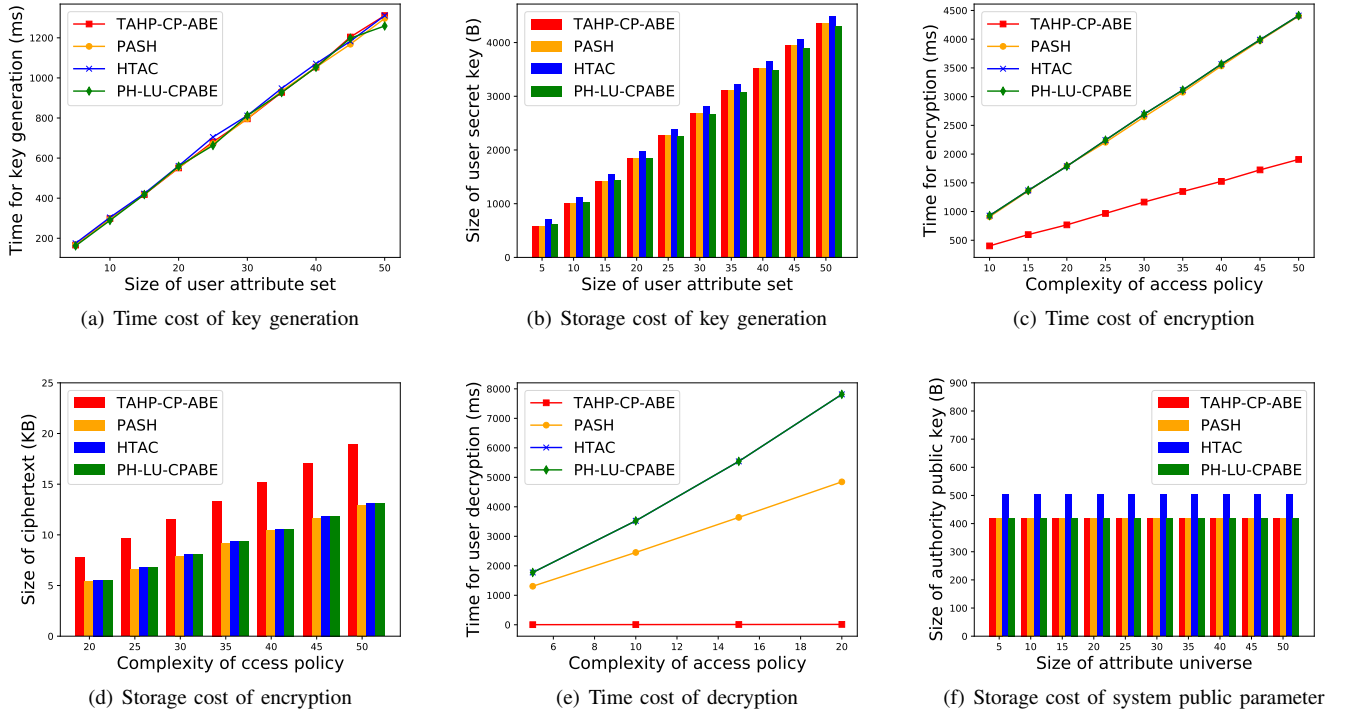 Time for key generation (ms)
1200
1000
800
600
400
200
TAHP-CP-ABE
PASH
HTAC
PH-LU-CPABE
10
20
30
40
50
Size of user attribute set
(a) Time cost of key generation
Size of user secret key (B)
4000
3000
2000
1000
0
TAHP-CP-ABE
PASH
HTAC
PH-LU-CPABE
5
10
15
20
25
30
35
40
45
50
Size of user attribute set
(b) Storage cost of key generation
Time for encryption (ms)
4500
4000
3500
3000
2500
2000
1500
1000
500
TAHP-CP-ABE
PASH
HTAC
PH-LU-CPABE
10
15
20
25
30
35
40
45
50
Complexity of access policy
(c) Time cost of encryption
Size of ciphertext (KB)
25
20
15
10
5
0
TAHP-CP-ABE
PASH
HTAC
PH-LU-CPABE
20
25
30
35
40
45
50
Complexity of ccess policy
(d) Storage cost of encryption
Time for user decryption (ms)
8000
7000
6000
5000
4000
3000
2000
1000
0
TAHP-CP-ABE
PASH
HTAC
PH-LU-CPABE
6
8
10
12
14
16
18
20
Complexity of access policy
(e) Time cost of decryption
Size of authority public key (B)
900
800
700
600
500
400
300
200
100
0
TAHP-CP-ABE
PASH
HTAC
PH-LU-CPABE
5
10
15
20
25
30
35
40
45
50
Size of attribute universe
(f) Storage cost of system public parameter